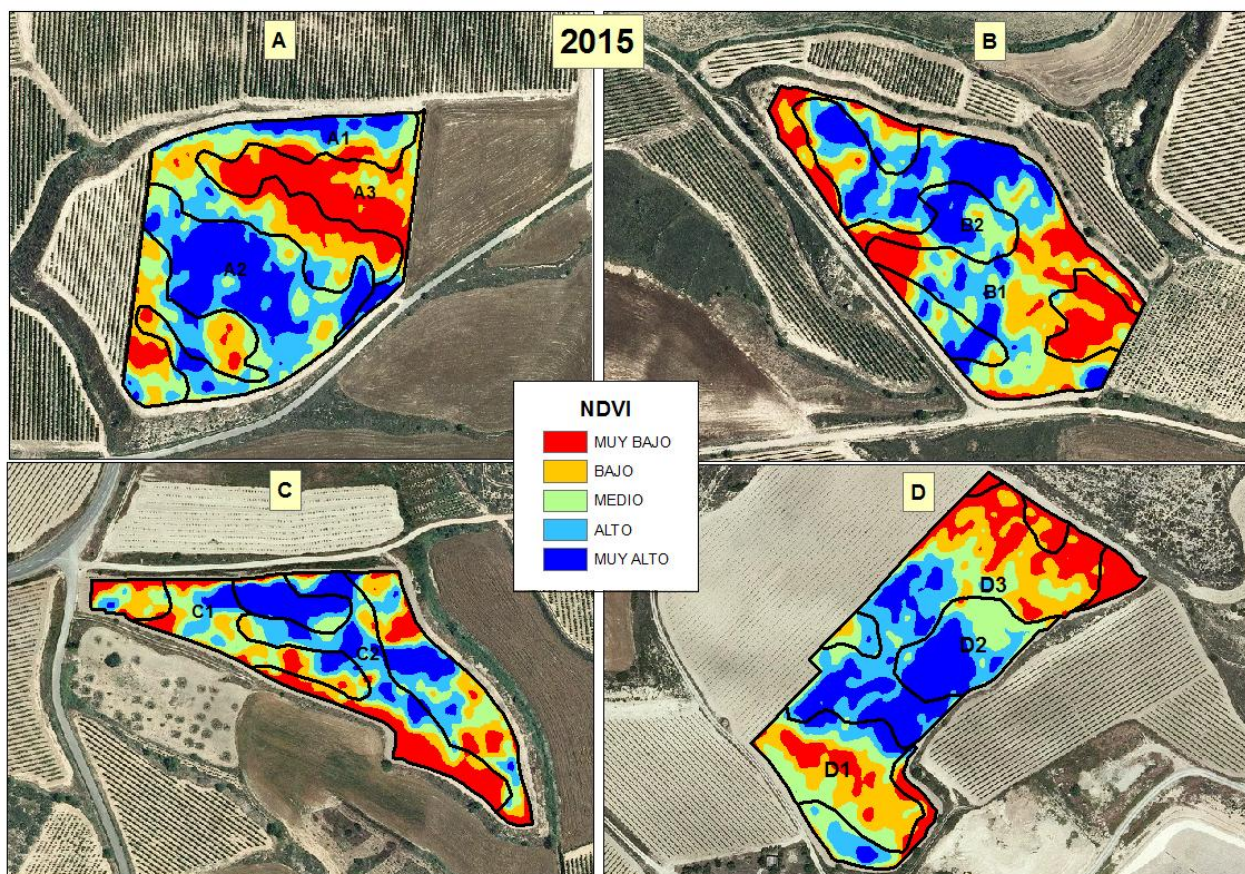 A
2015
B
A1
A3
A2
B2
B1
NDVI
MUY BAJO
BAJO
MEDIO
ALTO
MUY ALTO
C
D
C1
C2
D3
D2
D1